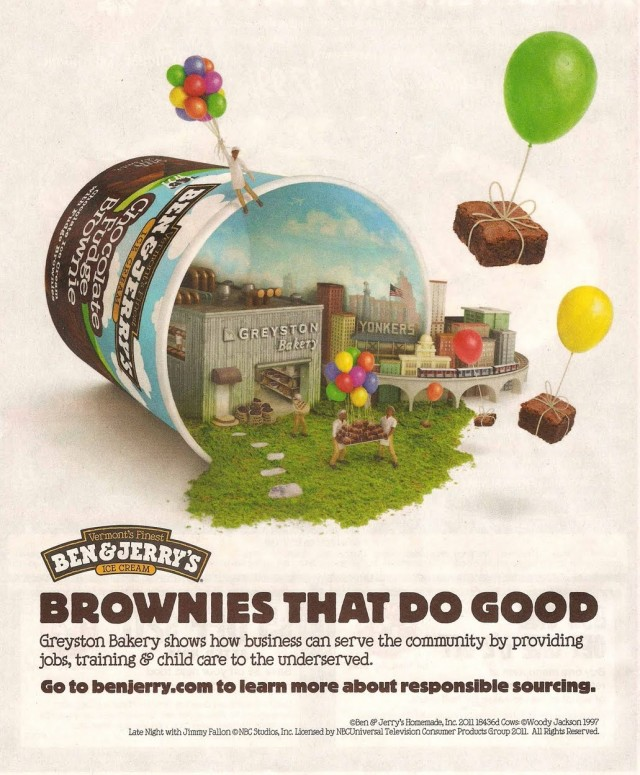 BEN & JERRY'S
Chocolate
Fudge
Brownie
GREYSTON
Bakery
YONKERS
Vermont's Finest
BEN & JERRY'S
ICE CREAM
BROWNIES THAT DO GOOD
Greyston Bakery shows how business can serve the community by providing
jobs, training & child care to the underserved.
Go to benjerry.com to learn more about responsible sourcing.
©Ben & Jerry's Homemade, Inc. 2011 18436d Cows: ©Woody Jackson 1997
Late Night with Jimmy Fallon © NBC Studios, Inc. Licensed by NBCUniversal Television Consumer Products Group 2011. All Rights Reserved.